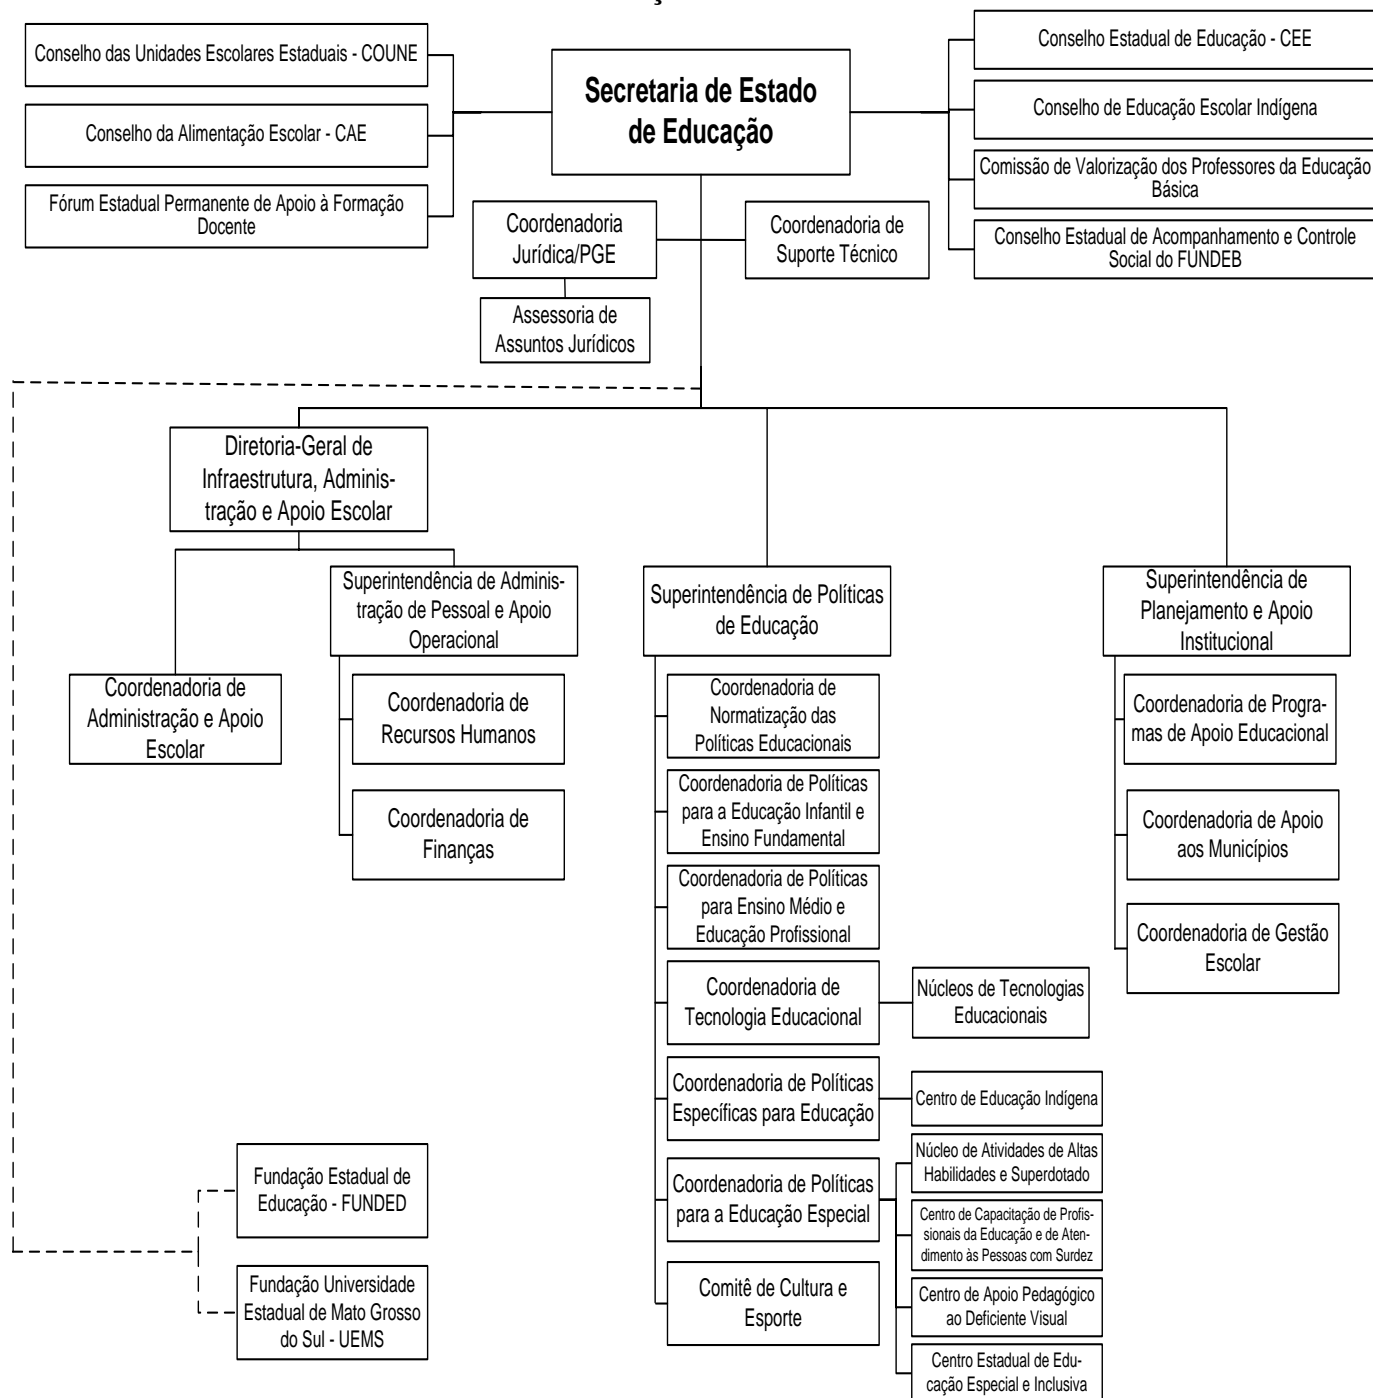 Conselho das Unidades Escolares Estaduais - COUNE
Conselho da Alimentação Escolar - CAE
Fórum Estadual Permanente de Apoio à Formação
Docente
Secretaria de Estado
de Educação
Conselho Estadual de Educação - CEE
Conselho de Educação Escolar Indígena
Comissão de Valorização dos Professores da Educação
Básica
Conselho Estadual de Acompanhamento e Controle
Social do FUNDEB
Coordenadoria
Jurídica/PGE
Coordenadoria de
Suporte Técnico
Assessoria de
Assuntos Jurídicos
Diretoria-Geral de
Infraestrutura, Adminis-
tração e Apoio Escolar
Coordenadoria de
Administração e Apoio
Escolar
Superintendência de Adminis-
tração de Pessoal e Apoio
Operacional
Coordenadoria de
Recursos Humanos
Coordenadoria de
Finanças
Superintendência de Políticas
de Educação
Coordenadoria de
Normatização das
Políticas Educacionais
Coordenadoria de Políticas
para a Educação Infantil e
Ensino Fundamental
Coordenadoria de Políticas
para Ensino Médio e
Educação Profissional
Coordenadoria de
Tecnologia Educacional
Núcleos de Tecnologias
Educacionais
Coordenadoria de Políticas
Específicas para Educação
Centro de Educação Indígena
Coordenadoria de Políticas
para a Educação Especial
Núcleo de Atividades de Altas
Habilidades e Superdotado
Centro de Capacitação de Profis-
sionais da Educação e de Aten-
dimento às Pessoas com Surdez
Centro de Apoio Pedagógico
ao Deficiente Visual
Centro Estadual de Edu-
cação Especial e Inclusiva
Comitê de Cultura e
Esporte
Superintendência de
Planejamento e Apoio
Institucional
Coordenadoria de Progra-
mas de Apoio Educacional
Coordenadoria de Apoio
aos Municípios
Coordenadoria de Gestão
Escolar
Fundação Estadual de
Educação - FUNDED
Fundação Universidade
Estadual de Mato Grosso
do Sul - UEMS